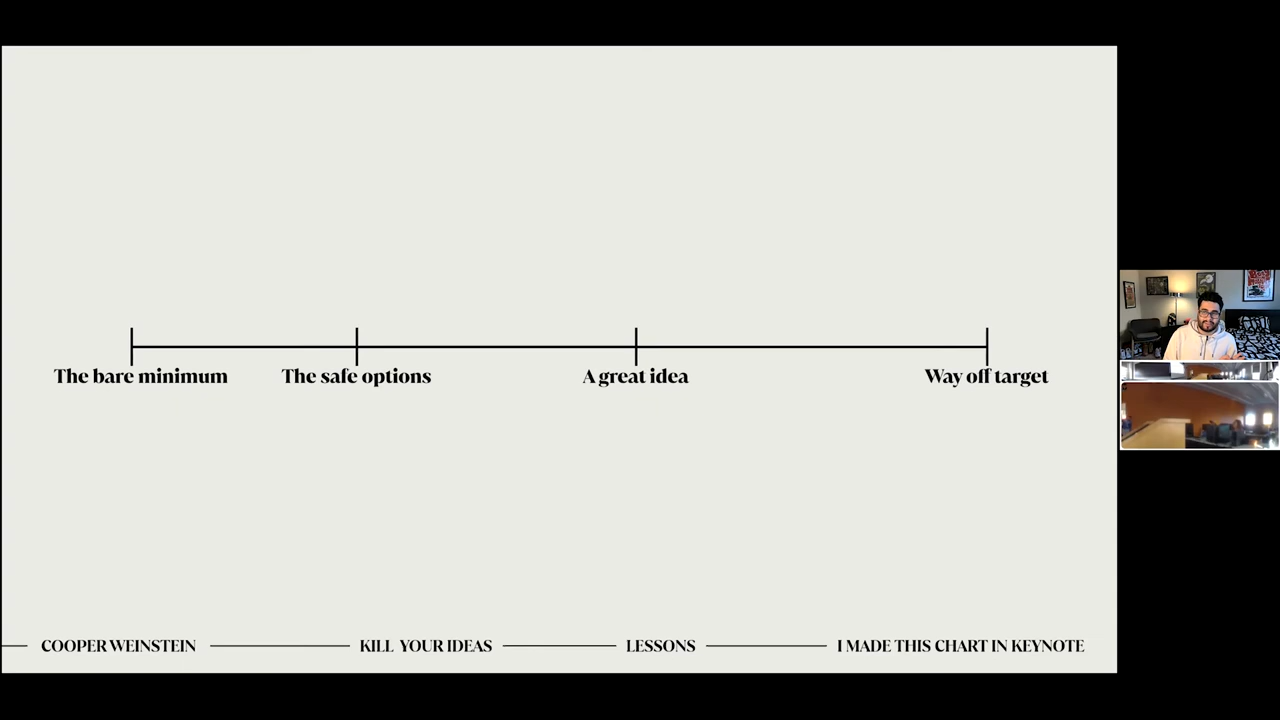 The bare minimum
The safe options
A great idea
Way off target
COOPER WEINSTEIN
KILL YOUR IDEAS
LESSONS
I MADE THIS CHART IN KEYNOTE